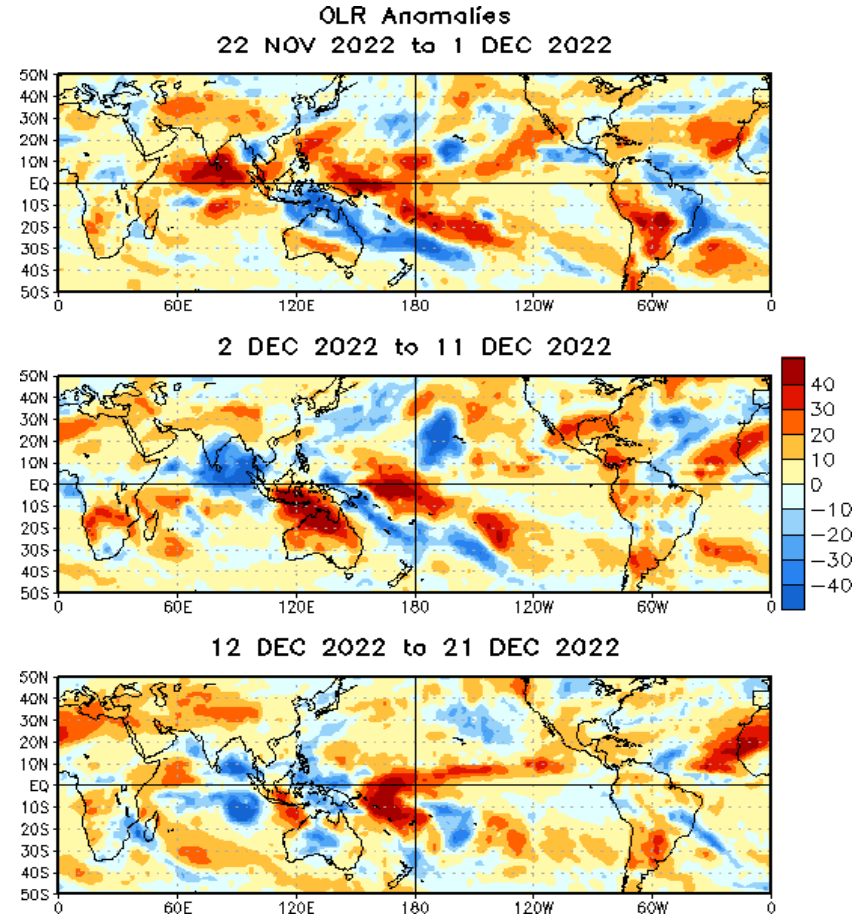 OLR Anomalies
22 NOV 2022 to 1 DEC 2022
50N
40N
30N
20N
10N
EQ
10S
20S
30S
40S
50S
0 60E 120E 180 120W 60W 0
2 DEC 2022 to 11 DEC 2022
50N
40N
30N
20N
10N
EQ
10S
20S
30S
40S
50S
0 60E 120E 180 120W 60W 0
40
30
20
10
0
−10
−20
−30
−40
12 DEC 2022 to 21 DEC 2022
50N
40N
30N
20N
10N
EQ
10S
20S
30S
40S
50S
0 60E 120E 180 120W 60W 0